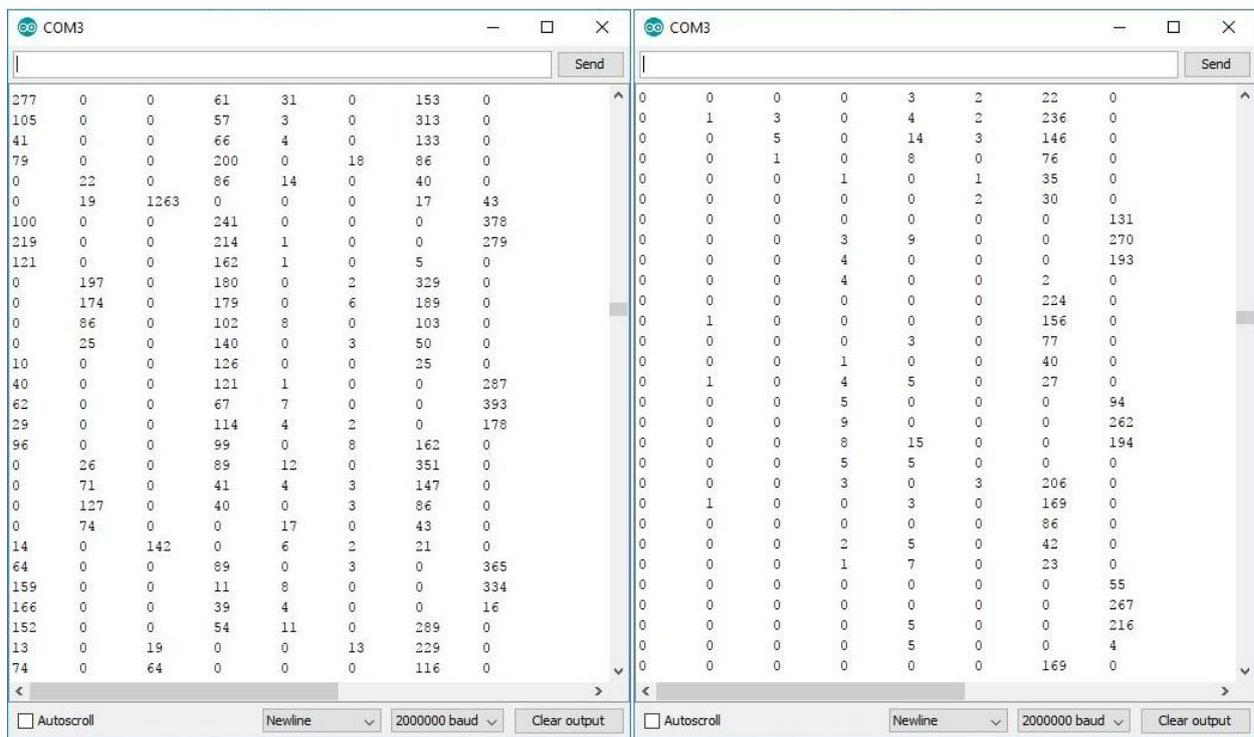 COM3
Send
277 0 0 61 31 0 153 0
105 0 0 57 3 0 313 0
41 0 0 66 4 0 133 0
79 0 0 200 0 18 86 0
0 22 0 86 14 0 40 0
0 19 1263 0 0 0 17 43
100 0 0 241 0 0 0 378
219 0 0 214 1 0 0 279
121 0 0 162 1 0 5 0
0 197 0 180 0 2 329 0
0 174 0 179 0 6 189 0
0 86 0 102 8 0 103 0
0 25 0 140 0 3 50 0
10 0 0 126 0 0 25 0
40 0 0 121 1 0 0 287
62 0 0 67 7 0 0 393
29 0 0 114 4 2 0 178
96 0 0 99 0 8 162 0
0 26 0 89 12 0 351 0
0 71 0 41 4 3 147 0
0 127 0 40 0 3 86 0
0 74 0 0 17 0 43 0
14 0 142 0 6 2 21 0
64 0 0 89 0 3 0 365
159 0 0 11 8 0 0 334
166 0 0 39 4 0 0 16
152 0 0 54 11 0 289 0
13 0 19 0 0 13 229 0
74 0 64 0 0 0 116 0
Autoscroll Newline 2000000 baud Clear output
COM3
Send
0 0 0 0 3 2 22 0
0 1 3 0 4 2 236 0
0 0 5 0 14 3 146 0
0 0 1 0 8 0 76 0
0 0 0 1 0 1 35 0
0 0 0 0 0 2 30 0
0 0 0 0 0 0 0 131
0 0 0 3 9 0 0 270
0 0 0 4 0 0 0 193
0 0 0 4 0 0 2 0
0 0 0 0 0 0 224 0
0 1 0 0 0 0 156 0
0 0 0 0 3 0 77 0
0 0 0 1 0 0 40 0
0 1 0 4 5 0 27 0
0 0 0 5 0 0 0 94
0 0 0 9 0 0 0 262
0 0 0 8 15 0 0 194
0 0 0 5 5 0 0 0
0 0 0 3 0 3 206 0
0 1 0 0 3 0 169 0
0 0 0 0 0 0 86 0
0 0 0 2 5 0 42 0
0 0 0 1 7 0 23 0
0 0 0 0 0 0 0 55
0 0 0 0 0 0 0 267
0 0 0 0 5 0 0 216
0 0 0 0 5 0 0 4
0 0 0 0 0 0 169 0
Autoscroll Newline 2000000 baud Clear output